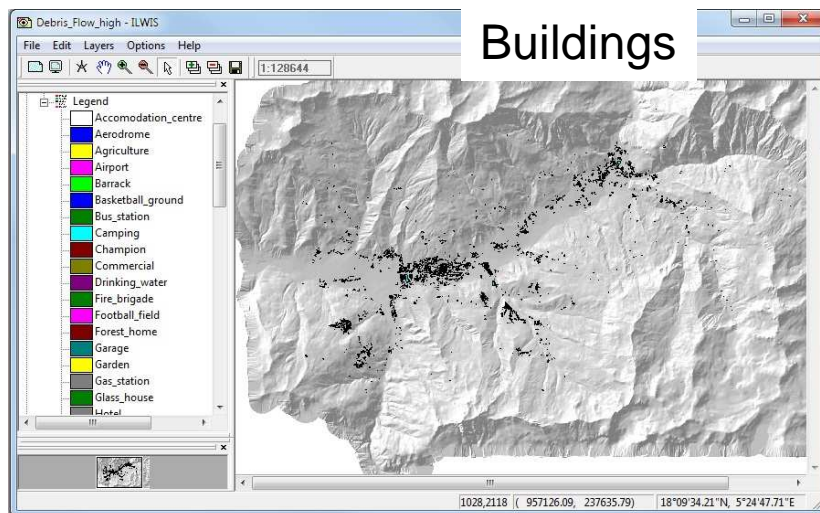 Debris_Flow_high - ILWIS
Buildings
File Edit Layers Options Help
1:128644
Legend
Accomodation_centre
Aerodrome
Agriculture
Airport
Barrack
Basketball_ground
Bus_station
Camping
Champion
Commercial
Drinking_water
Fire_brigade
Football_field
Forest_home
Garage
Garden
Gas_station
Glass_house
Hotel
1028,2118 ( 957126.09, 237635.79) 18°09'34.21"N, 5°24'47.71"E